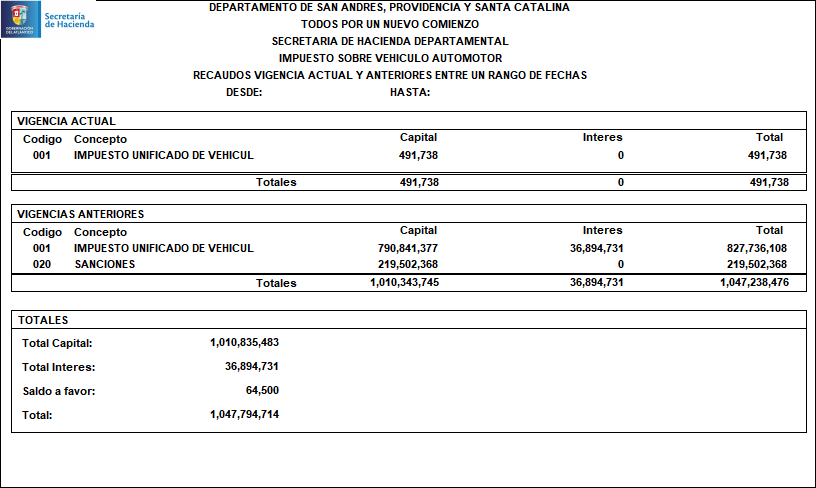 GOBERNACIÓN
DEL ATLÁNTICO
Secretaría
de Hacienda
DEPARTAMENTO DE SAN ANDRES, PROVIDENCIA Y SANTA CATALINA
TODOS POR UN NUEVO COMIENZO
SECRETARIA DE HACIENDA DEPARTAMENTAL
IMPUESTO SOBRE VEHICULO AUTOMOTOR
RECAUDOS VIGENCIA ACTUAL Y ANTERIORES ENTRE UN RANGO DE FECHAS
DESDE: HASTA:
VIGENCIA ACTUAL
Codigo Concepto Capital Interes Total
001 IMPUESTO UNIFICADO DE VEHICUL 491,738 0 491,738
Totales 491,738 0 491,738
VIGENCIAS ANTERIORES
Codigo Concepto Capital Interes Total
001 IMPUESTO UNIFICADO DE VEHICUL 790,841,377 36,894,731 827,736,108
020 SANCIONES 219,502,368 0 219,502,368
Totales 1,010,343,745 36,894,731 1,047,238,476
TOTALES
Total Capital: 1,010,835,483
Total Interes: 36,894,731
Saldo a favor: 64,500
Total: 1,047,794,714